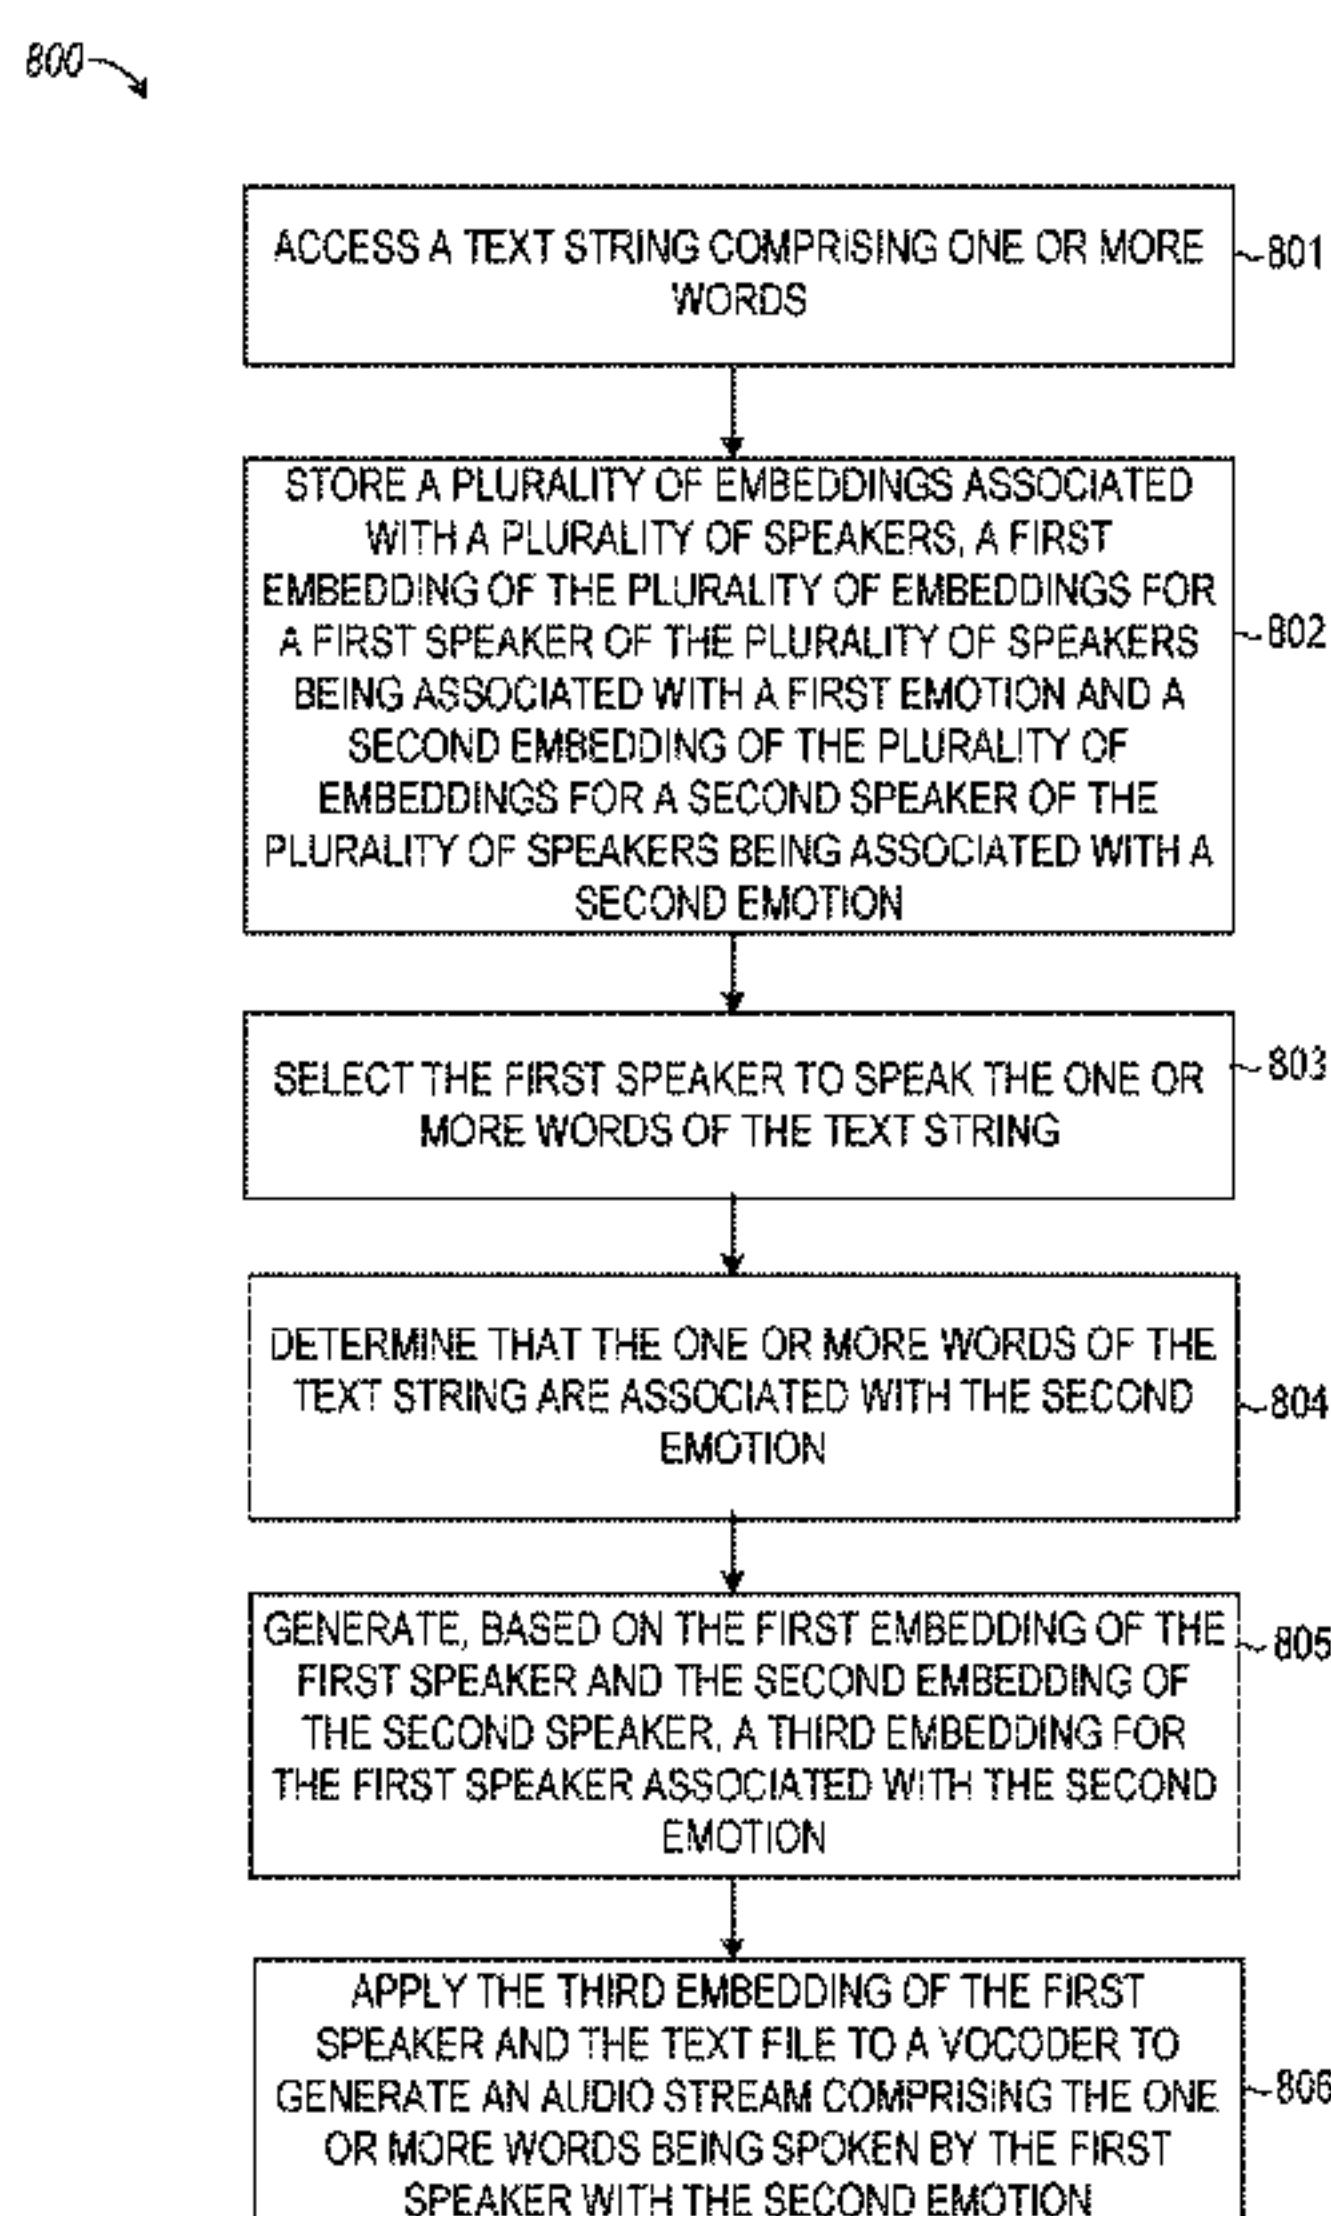 800
ACCESS A TEXT STRING COMPRISING ONE OR MORE
WORDS
801
STORE A PLURALITY OF EMBEDDINGS ASSOCIATED
WITH A PLURALITY OF SPEAKERS, A FIRST
EMBEDDING OF THE PLURALITY OF EMBEDDINGS FOR
A FIRST SPEAKER OF THE PLURALITY OF SPEAKERS
BEING ASSOCIATED WITH A FIRST EMOTION AND A
SECOND EMBEDDING OF THE PLURALITY OF
EMBEDDINGS FOR A SECOND SPEAKER OF THE
PLURALITY OF SPEAKERS BEING ASSOCIATED WITH A
SECOND EMOTION
802
SELECT THE FIRST SPEAKER TO SPEAK THE ONE OR
MORE WORDS OF THE TEXT STRING
803
DETERMINE THAT THE ONE OR MORE WORDS OF THE
TEXT STRING ARE ASSOCIATED WITH THE SECOND
EMOTION
804
GENERATE, BASED ON THE FIRST EMBEDDING OF THE
FIRST SPEAKER AND THE SECOND EMBEDDING OF
THE SECOND SPEAKER, A THIRD EMBEDDING FOR
THE FIRST SPEAKER ASSOCIATED WITH THE SECOND
EMOTION
805
APPLY THE THIRD EMBEDDING OF THE FIRST
SPEAKER AND THE TEXT FILE TO A VOCODER TO
GENERATE AN AUDIO STREAM COMPRISING THE ONE
OR MORE WORDS BEING SPOKEN BY THE FIRST
SPEAKER WITH THE SECOND EMOTION
806